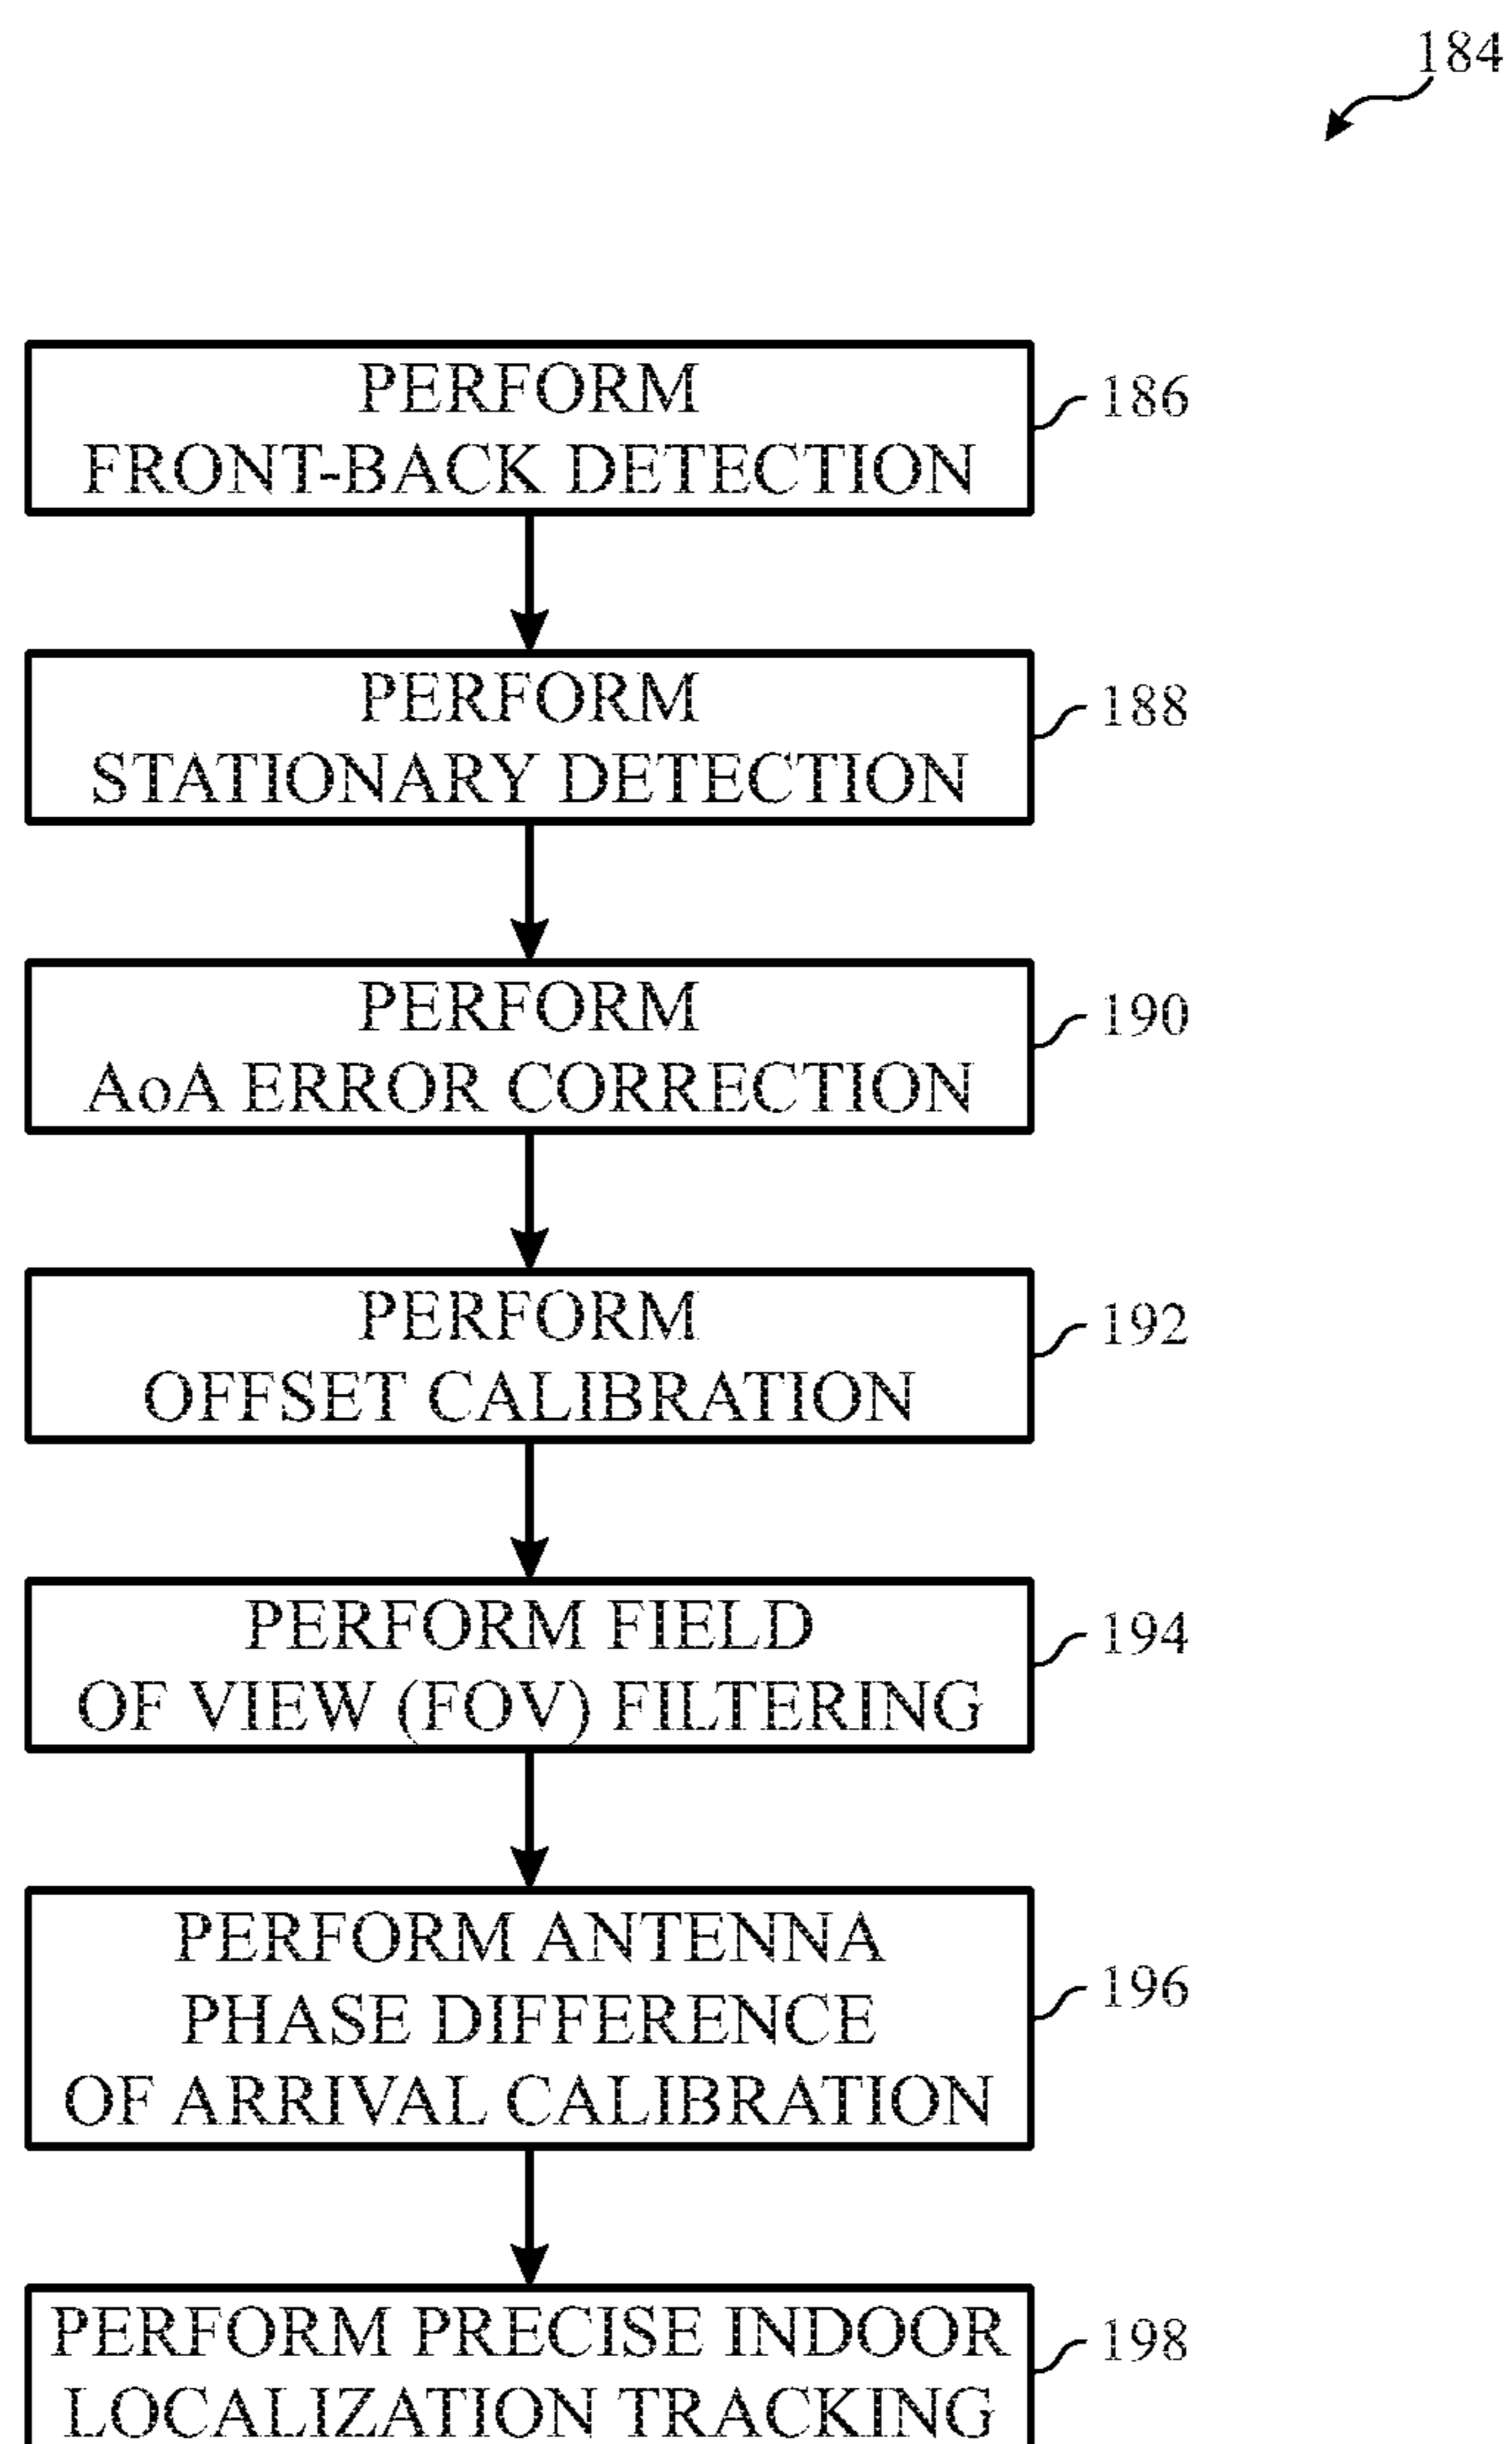 184
PERFORM
FRONT-BACK DETECTION
186
PERFORM
STATIONARY DETECTION
188
PERFORM
AoA ERROR CORRECTION
190
PERFORM
OFFSET CALIBRATION
192
PERFORM FIELD
OF VIEW (FOV) FILTERING
194
PERFORM ANTENNA
PHASE DIFFERENCE
OF ARRIVAL CALIBRATION
196
PERFORM PRECISE INDOOR
LOCALIZATION TRACKING
198